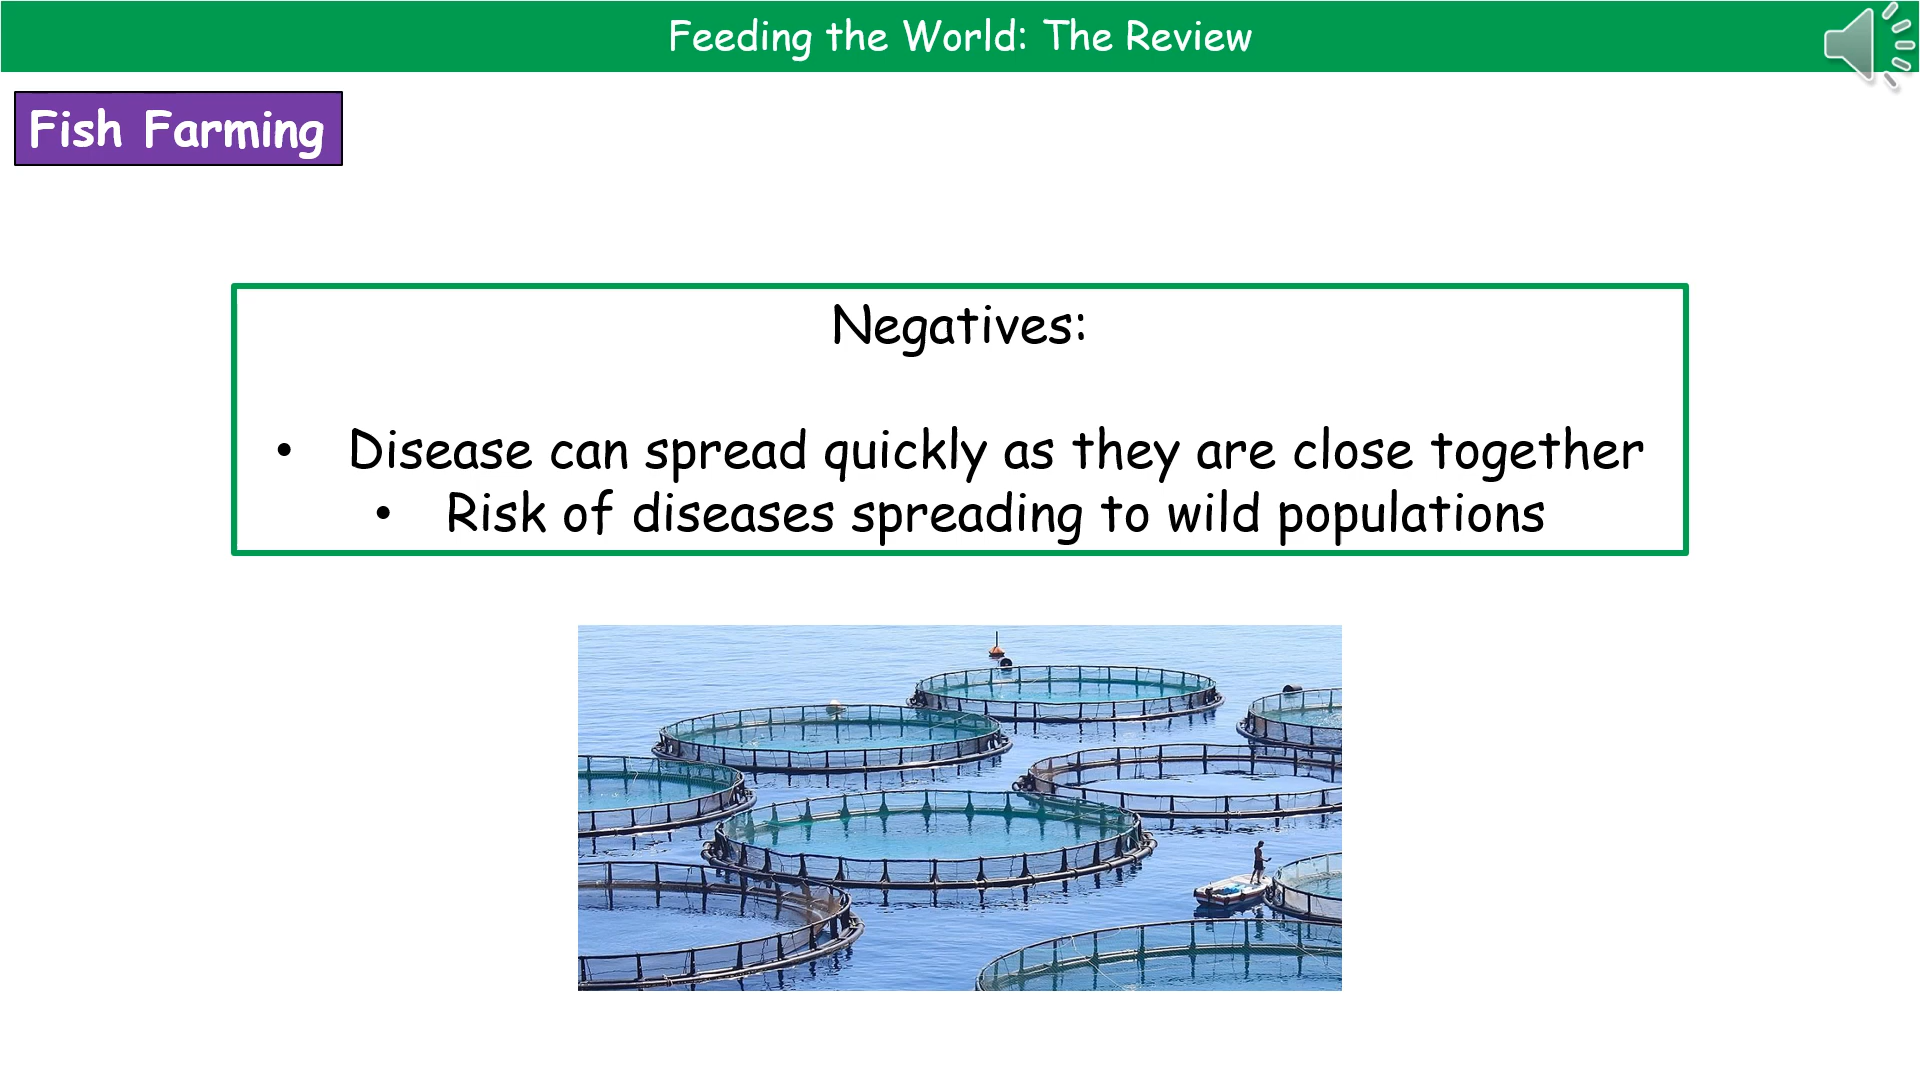 Feeding the World: The Review
Fish Farming
Negatives:
• Disease can spread quickly as they are close together
• Risk of diseases spreading to wild populations